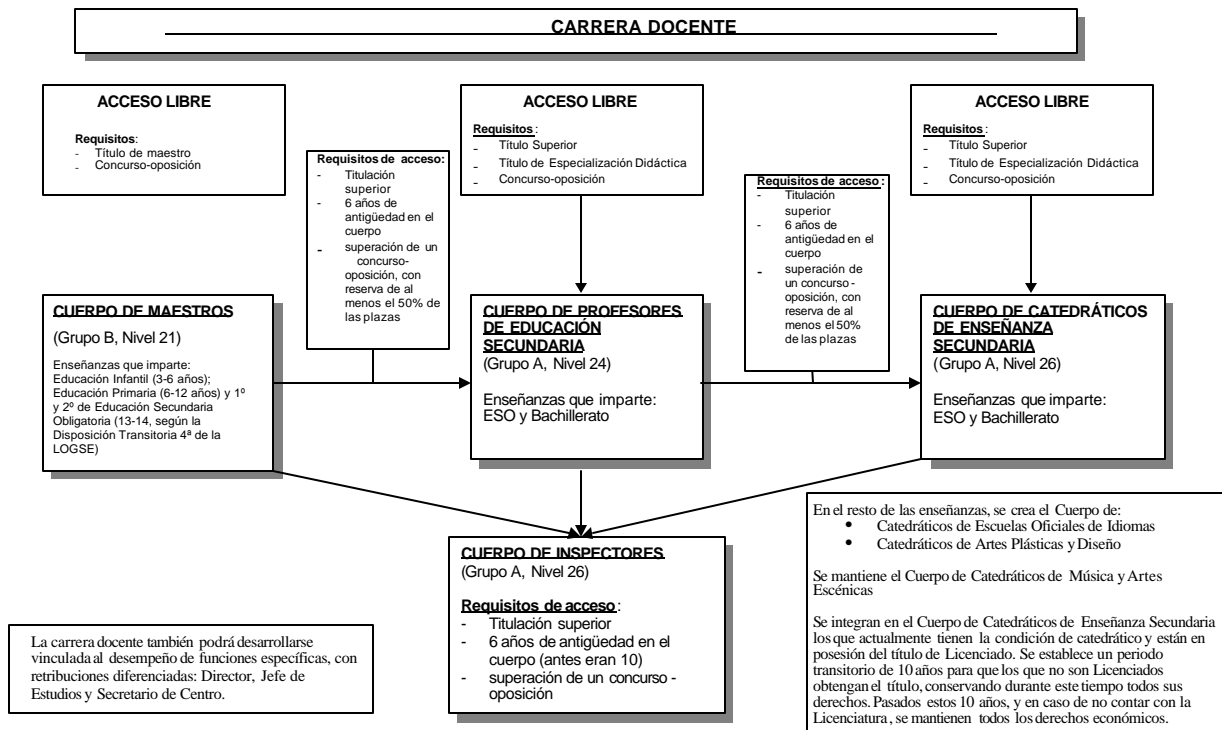 CARRERA DOCENTE
ACCESO LIBRE
Requisitos:
- Título de maestro
- Concurso-oposición
ACCESO LIBRE
Requisitos:
- Título Superior
- Título de Especialización Didáctica
- Concurso-oposición
ACCESO LIBRE
Requisitos:
- Título Superior
- Título de Especialización Didáctica
- Concurso-oposición
Requisitos de acceso:
- Titulación
superior
- 6 años de
antigüedad en el
cuerpo
- superación de un
concurso-
oposición, con
reserva de al
menos el 50% de
las plazas
Requisitos de acceso:
- Titulación
superior
- 6 años de
antigüedad en el
cuerpo
- superación de
un concurso -
oposición, con
reserva de al
menos el 50%
de las plazas
CUERPO DE MAESTROS
(Grupo B, Nivel 21)
Enseñanzas que imparte:
Educación Infantil (3-6 años);
Educación Primaria (6-12 años) y 1º
y 2º de Educación Secundaria
Obligatoria (13-14, según la
Disposición Transitoria 4ª de la
LOGSE)
CUERPO DE PROFESORES
DE EDUCACIÓN
SECUNDARIA
(Grupo A, Nivel 24)
Enseñanzas que imparte:
ESO y Bachillerato
CUERPO DE CATEDRÁTICOS
DE ENSEÑANZA
SECUNDARIA
(Grupo A, Nivel 26)
Enseñanzas que imparte:
ESO y Bachillerato
CUERPO DE INSPECTORES
(Grupo A, Nivel 26)
Requisitos de acceso:
- Titulación superior
- 6 años de antigüedad en el
cuerpo (antes eran 10)
- superación de un concurso -
oposición
La carrera docente también podrá desarrollarse
vinculada al desempeño de funciones específicas, con
retribuciones diferenciadas: Director, Jefe de
Estudios y Secretario de Centro.
En el resto de las enseñanzas, se crea el Cuerpo de:
• Catedráticos de Escuelas Oficiales de Idiomas
• Catedráticos de Artes Plásticas y Diseño
Se mantiene el Cuerpo de Catedráticos de Música y Artes
Escénicas
Se integran en el Cuerpo de Catedráticos de Enseñanza Secundaria
los que actualmente tienen la condición de catedrático y están en
posesión del título de Licenciado. Se establece un periodo
transitorio de 10 años para que los que no son Licenciados
obtengan el título, conservando durante este tiempo todos sus
derechos. Pasados estos 10 años, y en caso de no contar con la
Licenciatura, se mantienen todos los derechos económicos.